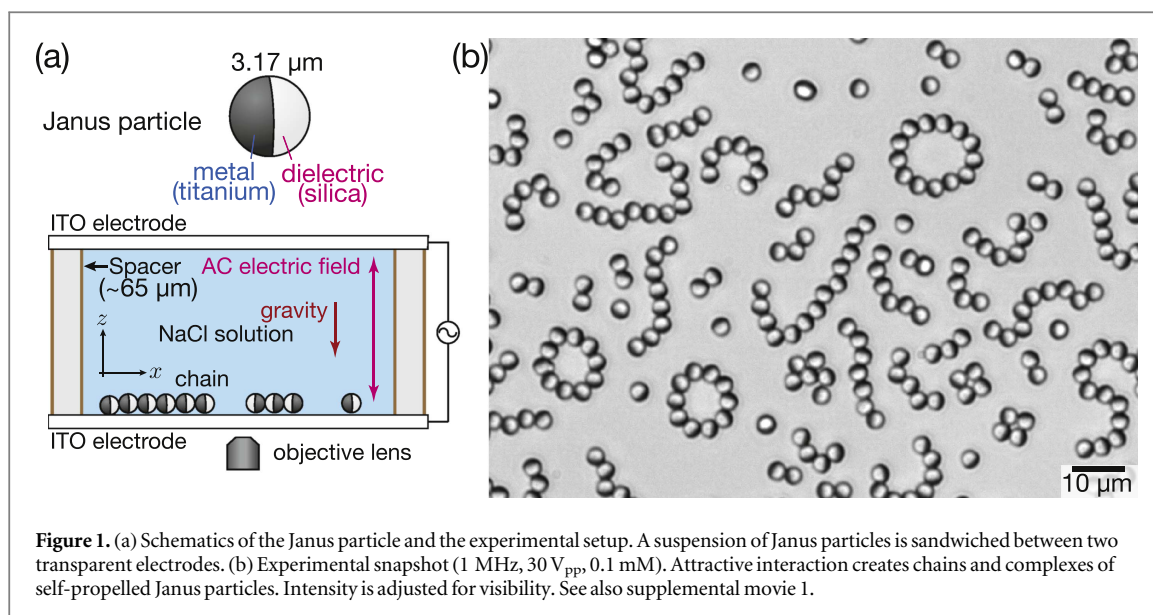 (a)
3.17 µm
Janus particle
metal
(titanium)
dielectric
(silica)
ITO electrode
Spacer
(~65 µm)
AC electric field
gravity
NaCl solution
z
x
chain
ITO electrode
objective lens
(b)
10 µm
Figure 1. (a) Schematics of the Janus particle and the experimental setup. A suspension of Janus particles is sandwiched between two
transparent electrodes. (b) Experimental snapshot (1 MHz, 30 Vpp, 0.1 mM). Attractive interaction creates chains and complexes of
self-propelled Janus particles. Intensity is adjusted for visibility. See also supplemental movie 1.